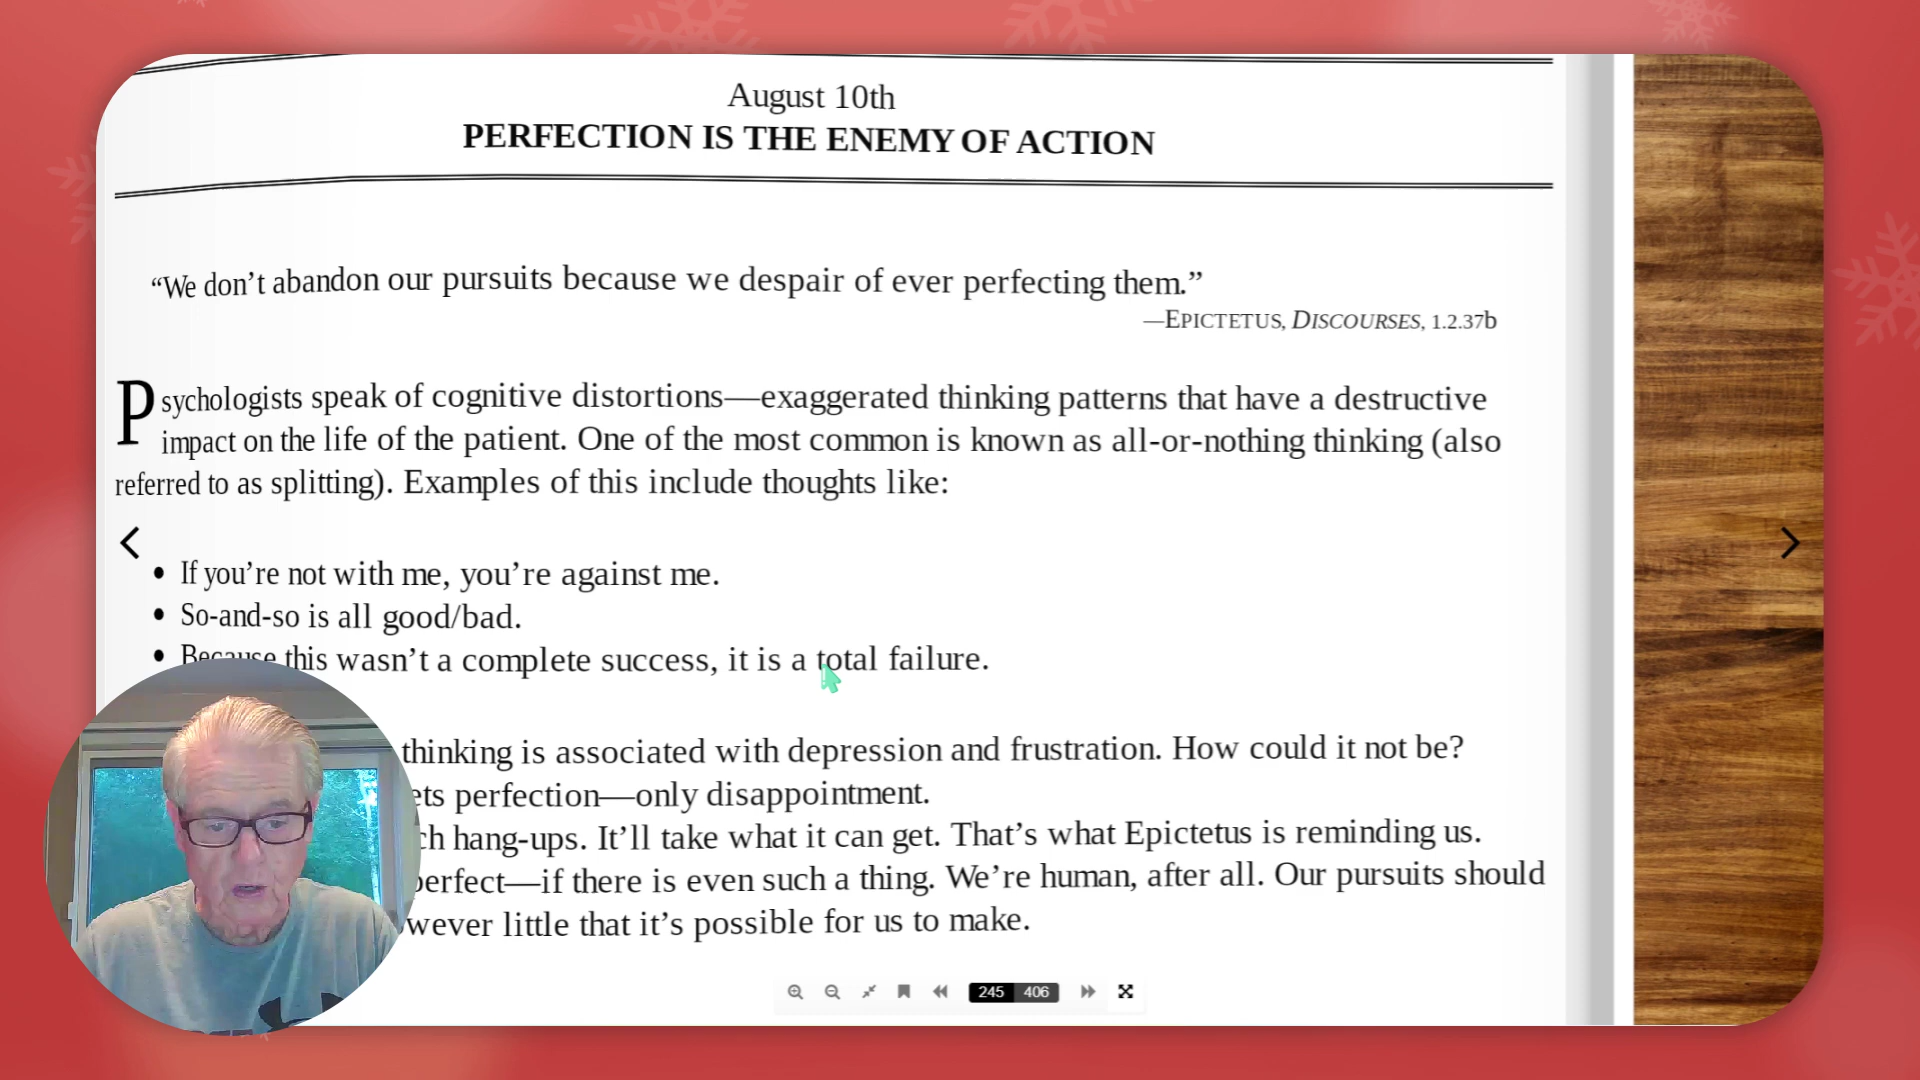 August 10th
PERFECTION IS THE ENEMY OF ACTION
“We don’t abandon our pursuits because we despair of ever perfecting them.”
—EPICTETUS, DISCOURSES, 1.2.37b
Psychologists speak of cognitive distortions—exaggerated thinking patterns that have a destructive
impact on the life of the patient. One of the most common is known as all-or-nothing thinking (also
referred to as splitting). Examples of this include thoughts like:
• If you’re not with me, you’re against me.
• So-and-so is all good/bad.
• Because this wasn’t a complete success, it is a total failure.
thinking is associated with depression and frustration. How could it not be?
perfection—only disappointment.
hang-ups. It’ll take what it can get. That’s what Epictetus is reminding us.
perfect—if there is even such a thing. We’re human, after all. Our pursuits should
little that it’s possible for us to make.
245 406